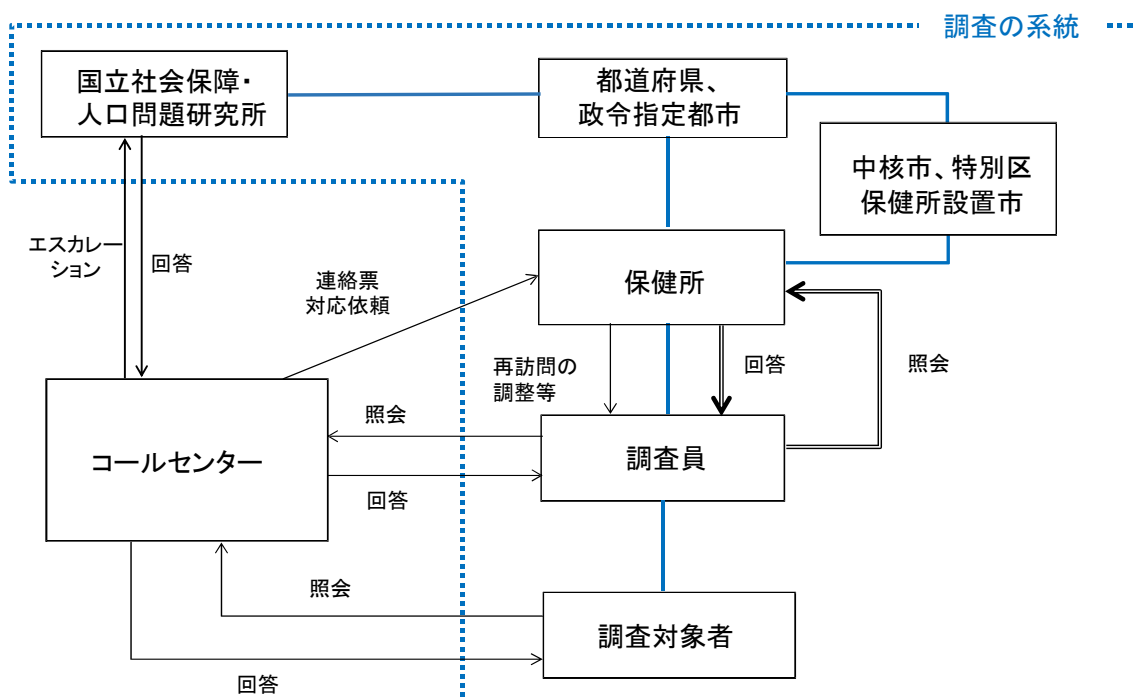 調査の系統
国立社会保障・
人口問題研究所
都道府県、
政令指定都市
中核市、特別区
保健所設置市
エスカレー
ション
回答
連絡票
対応依頼
保健所
再訪問の
調整等
回答
照会
コールセンター
照会
回答
調査員
照会
回答
調査対象者